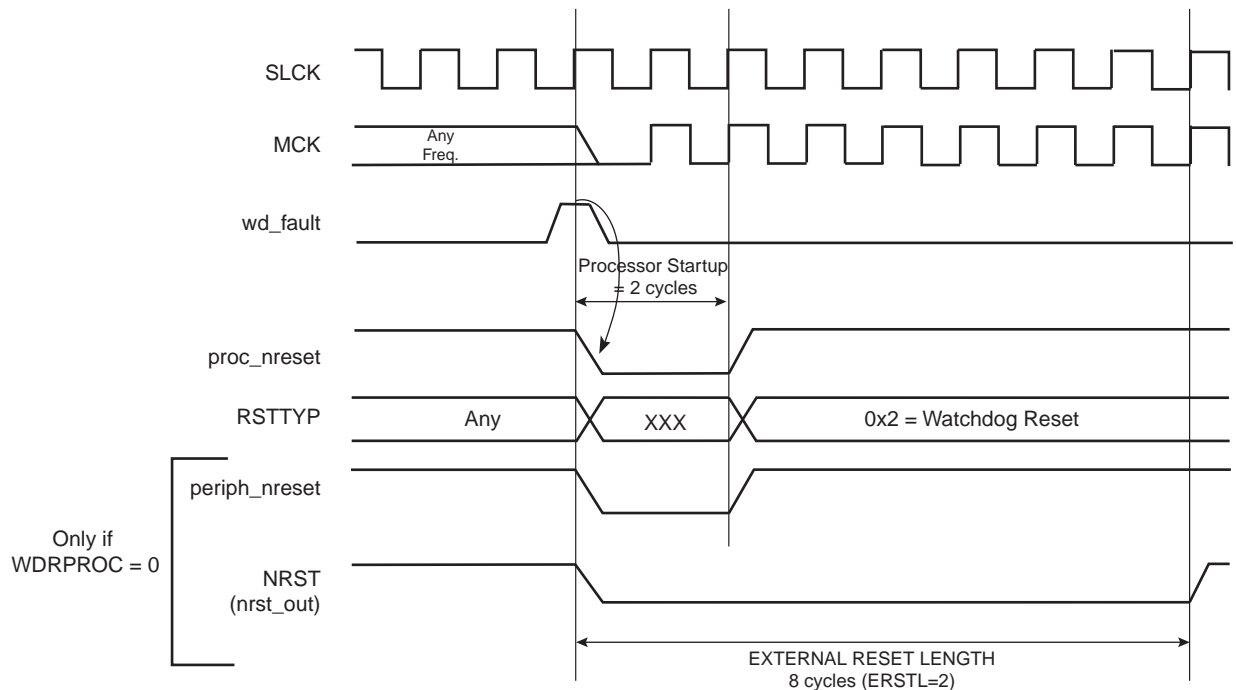 SLCK
MCK
Any
Freq.
wd_fault
Processor Startup
= 2 cycles
proc_nreset
RSTTYP
Any
XXX
0x2 = Watchdog Reset
periph_nreset
Only if
WDRPROC = 0
NRST
(nrst_out)
EXTERNAL RESET LENGTH
8 cycles (ERSTL=2)